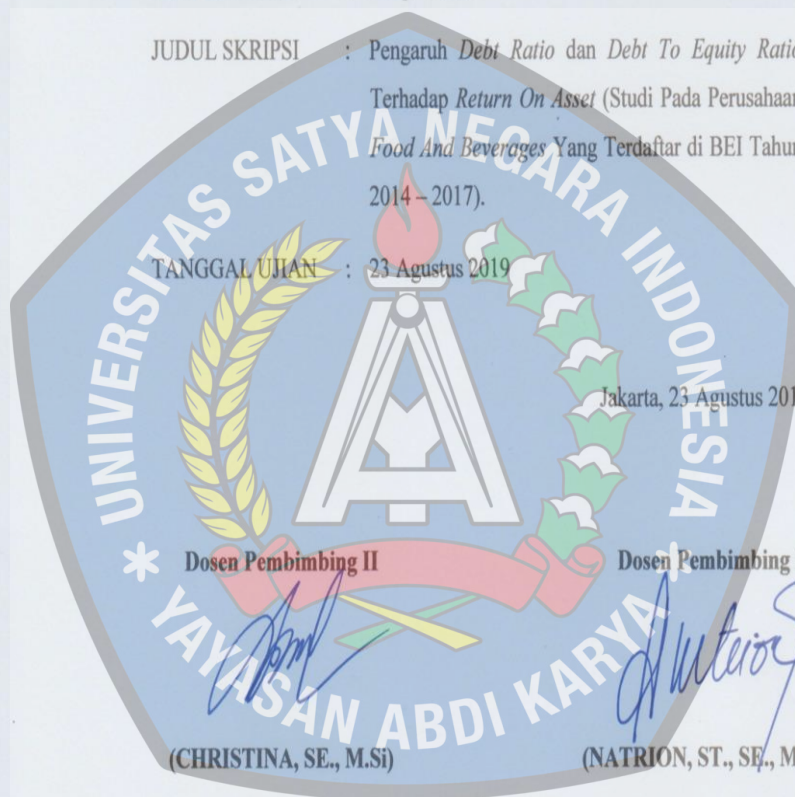 JUDUL SKRIPSI : Pengaruh Debt Ratio dan Debt To Equity Ratio
Terhadap Return On Asset (Studi Pada Perusahaan
Food And Beverages Yang Terdaftar di BEI Tahun
2014 – 2017).
TANGGAL UJIAN : 23 Agustus 2019
Jakarta, 23 Agustus 201
Dosen Pembimbing II Dosen Pembimbing
(CHRISTINA, SE., M.Si) (NATRION, ST., SE., M
UNIVERSITAS SATYA NEGARA INDONESIA
* YAYASAN ABDI KARYA *